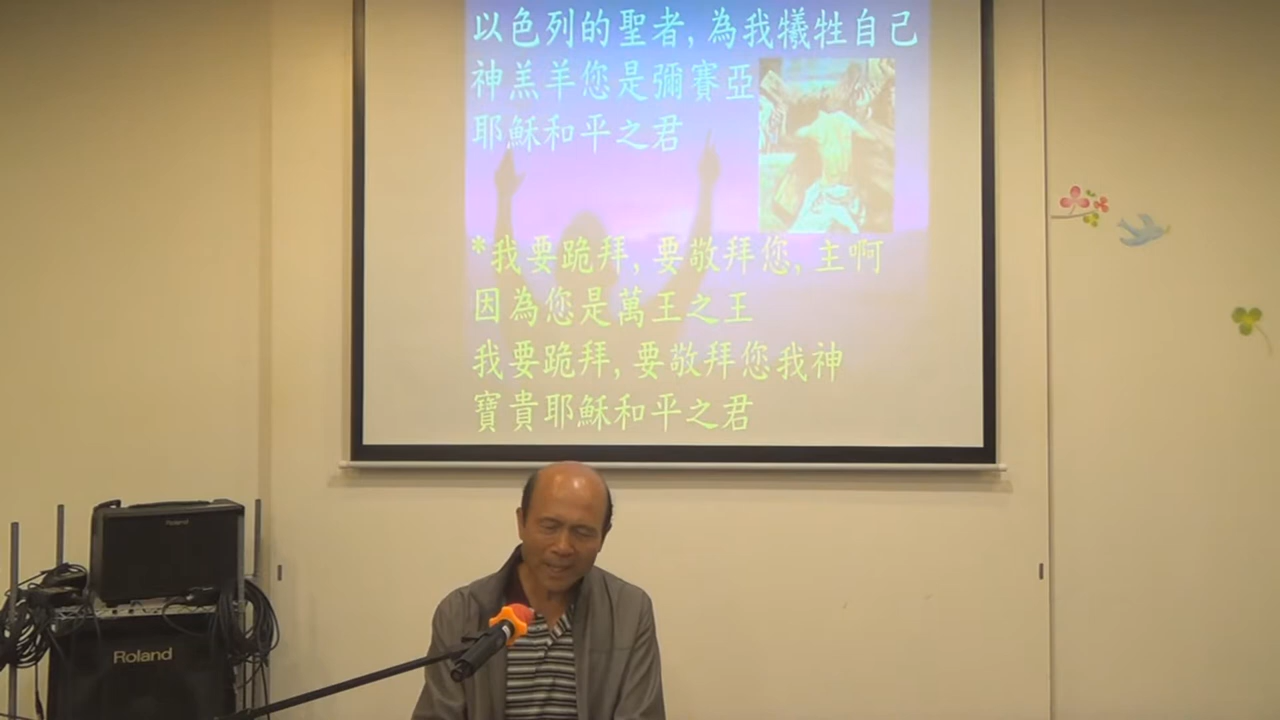 以色列的聖者, 為我犧牲自己
神羔羊您是彌賽亞
耶穌和平之君
*我要跪拜, 要敬拜您, 主啊
因為您是萬王之王
我要跪拜, 要敬拜您我神
寶貴耶穌和平之君
Roland
Roland